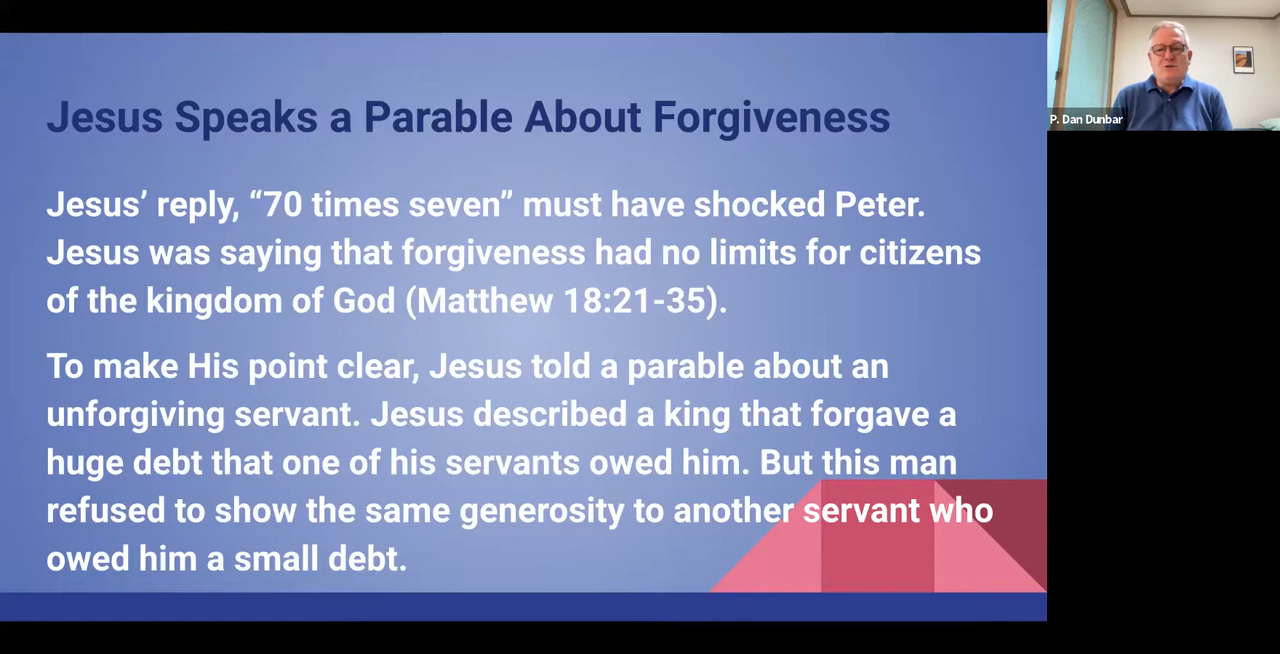 Jesus Speaks a Parable About Forgiveness
Jesus’ reply, “70 times seven” must have shocked Peter.
Jesus was saying that forgiveness had no limits for citizens
of the kingdom of God (Matthew 18:21-35).
To make His point clear, Jesus told a parable about an
unforgiving servant. Jesus described a king that forgave a
huge debt that one of his servants owed him. But this man
refused to show the same generosity to another servant who
owed him a small debt.
P. Dan Dunbar